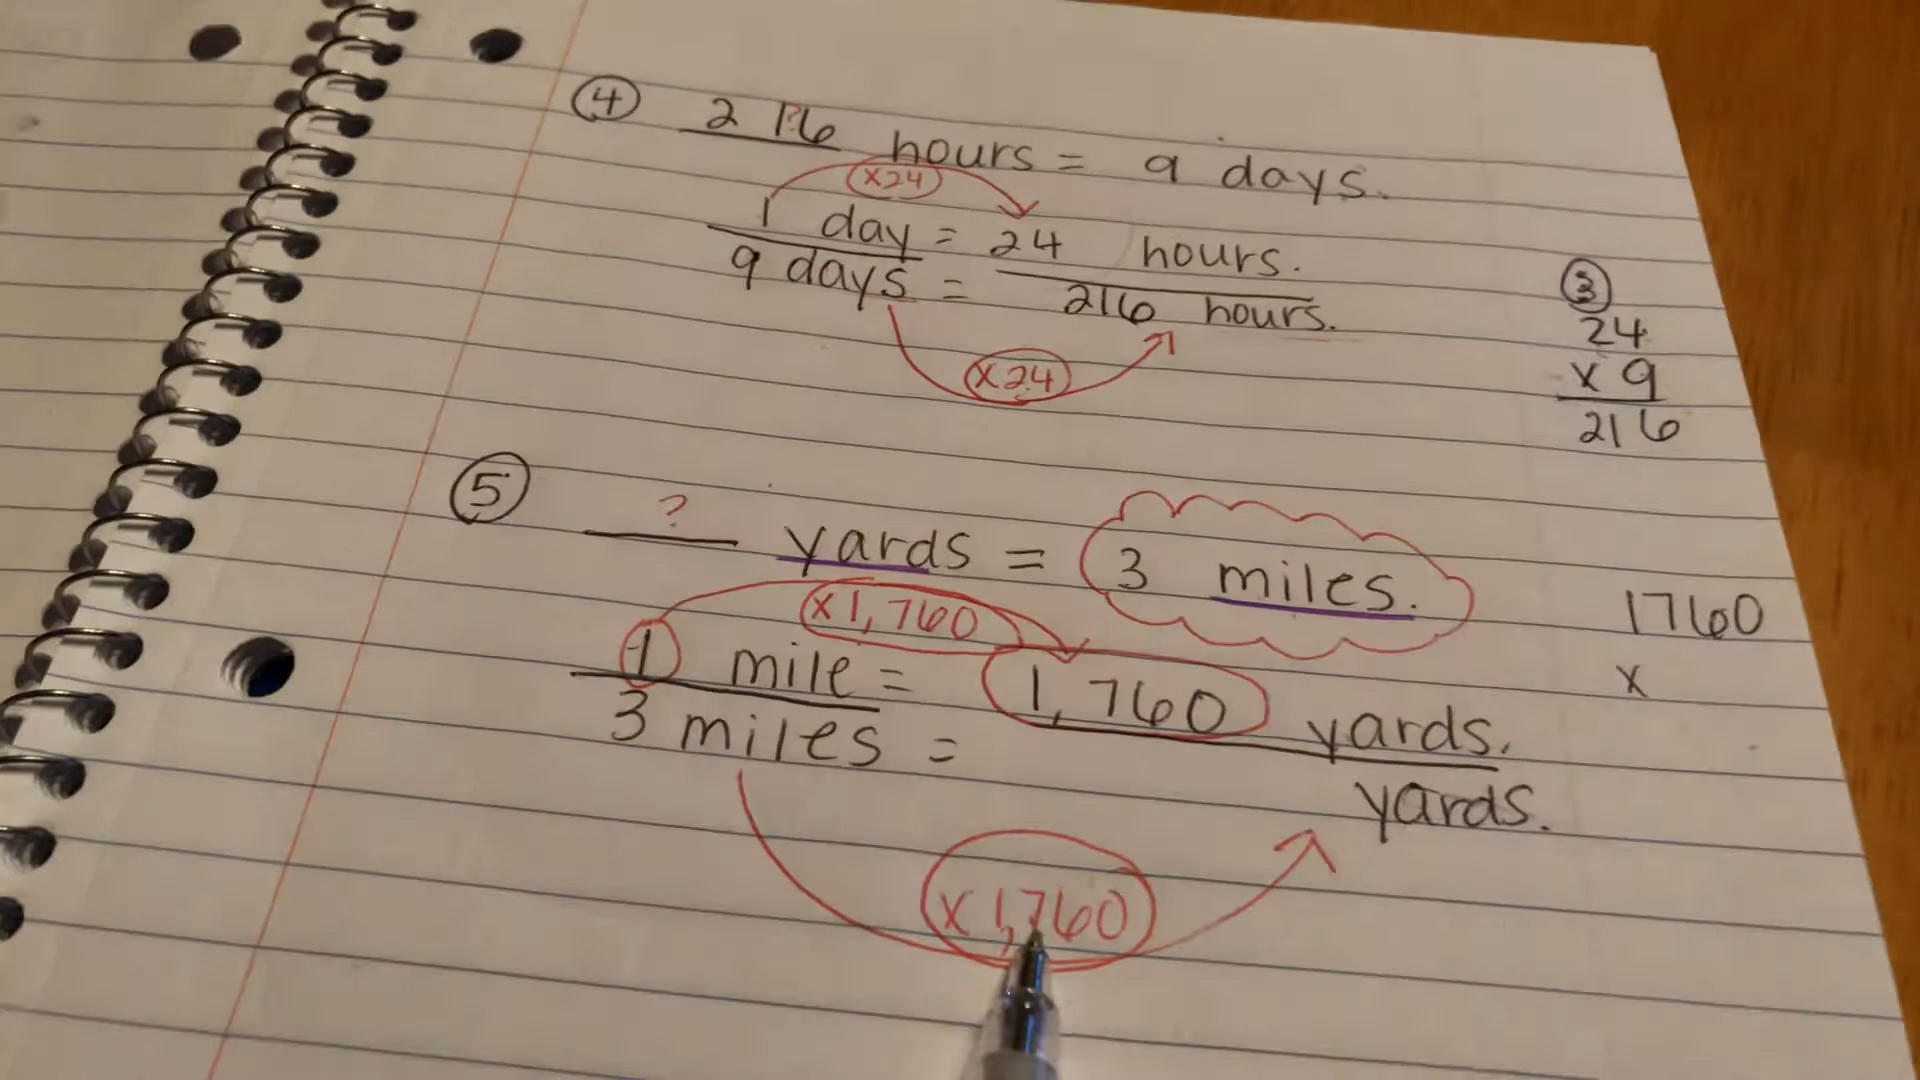 ④ 216 hours = 9 days.
x24
1 day = 24 hours.
9 days = 216 hours.
x24
③
24
x 9
216
⑤ ? yards = 3 miles.
x1,760
1 mile = 1,760 yards.
3 miles = yards.
x1,760
1760
x